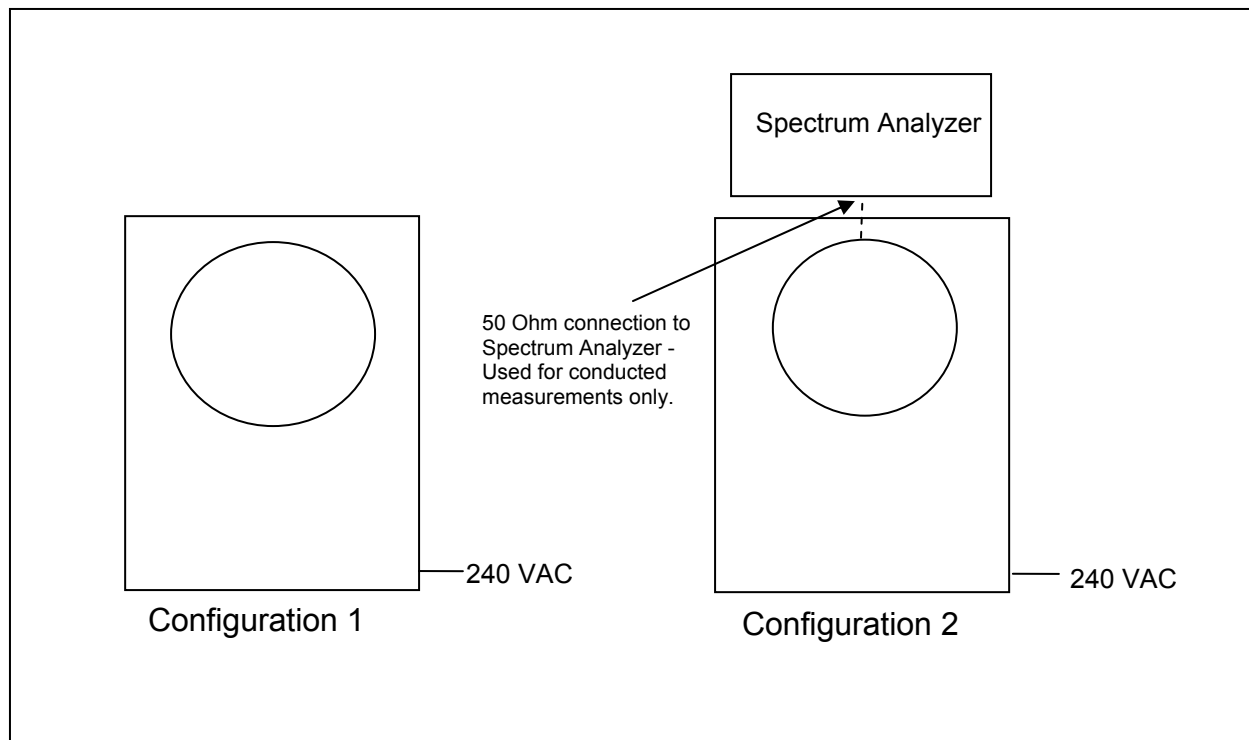 Spectrum Analyzer
50 Ohm connection to
Spectrum Analyzer -
Used for conducted
measurements only.
240 VAC
Configuration 1
240 VAC
Configuration 2